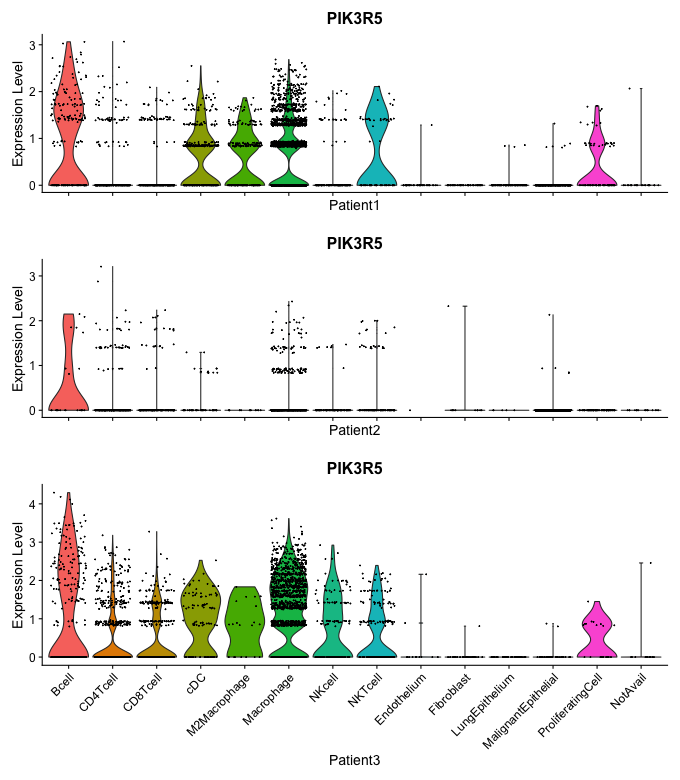 PIK3R5
Expression Level
3
2
1
0
Patient1
PIK3R5
Expression Level
3
2
1
0
Patient2
PIK3R5
Expression Level
4
3
2
1
0
Bcell
CD4Tcell
CD8Tcell
cDC
M2Macrophage
Macrophage
NKcell
NKTcell
Endothelium
Fibroblast
LungEpithelium
MalignantEpithelial
ProliferatingCell
NotAvail
Patient3